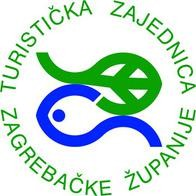 TURISTIČKA ZAJEDNICA
ZAGREBAČKE ŽUPANIJE